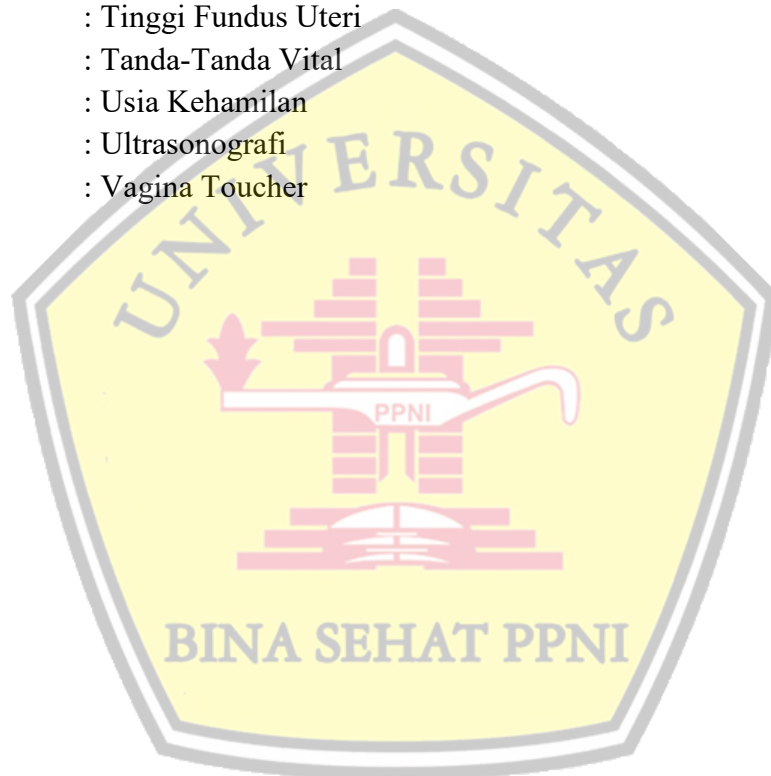 : Tinggi Fundus Uteri
: Tanda-Tanda Vital
: Usia Kehamilan
: Ultrasonografi
: Vagina Toucher
UNIVERSITAS
PPNI
BINA SEHAT PPNI